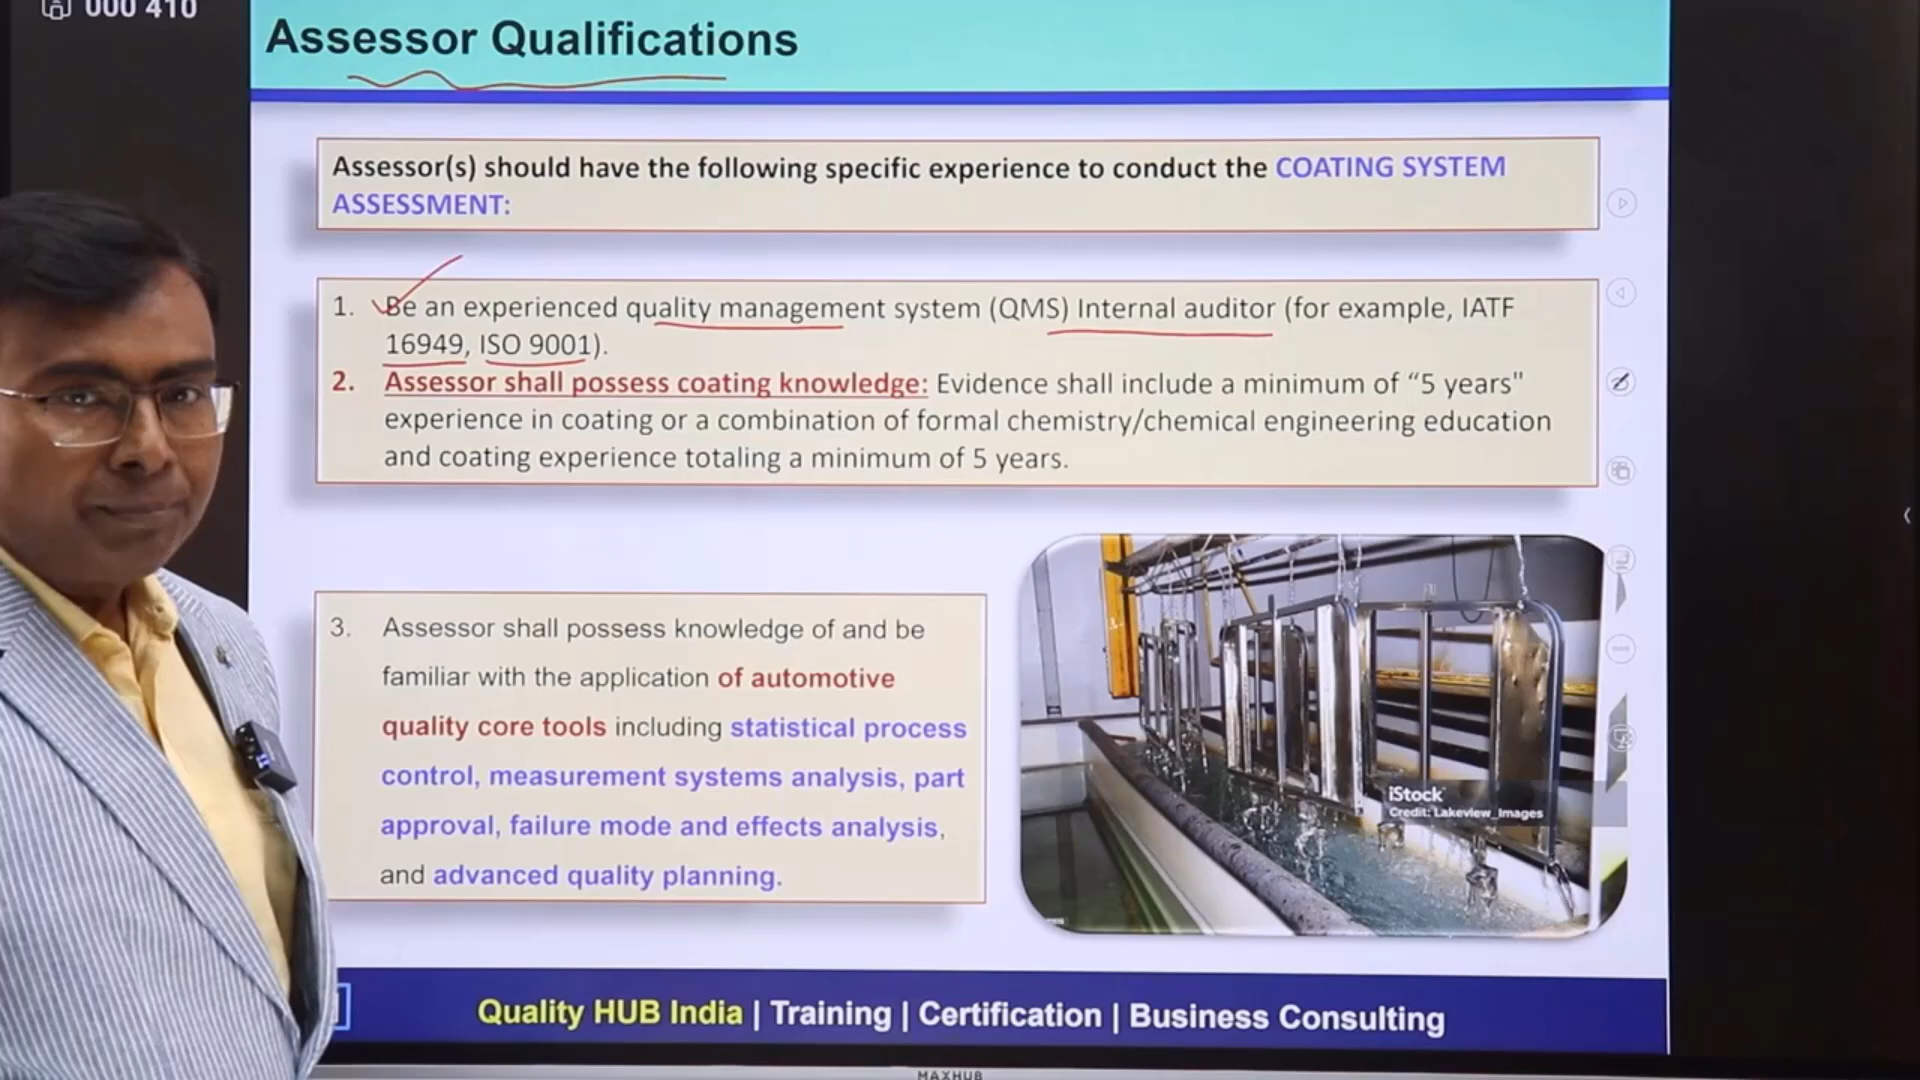 000 410
Assessor Qualifications
Assessor(s) should have the following specific experience to conduct the COATING SYSTEM
ASSESSMENT:
1. Be an experienced quality management system (QMS) Internal auditor (for example, IATF
16949, ISO 9001).
2. Assessor shall possess coating knowledge: Evidence shall include a minimum of “5 years"
experience in coating or a combination of formal chemistry/chemical engineering education
and coating experience totaling a minimum of 5 years.
3. Assessor shall possess knowledge of and be
familiar with the application of automotive
quality core tools including statistical process
control, measurement systems analysis, part
approval, failure mode and effects analysis,
and advanced quality planning.
iStock
Credit: Lakeview_Images
Quality HUB India | Training | Certification | Business Consulting
MAXHUB